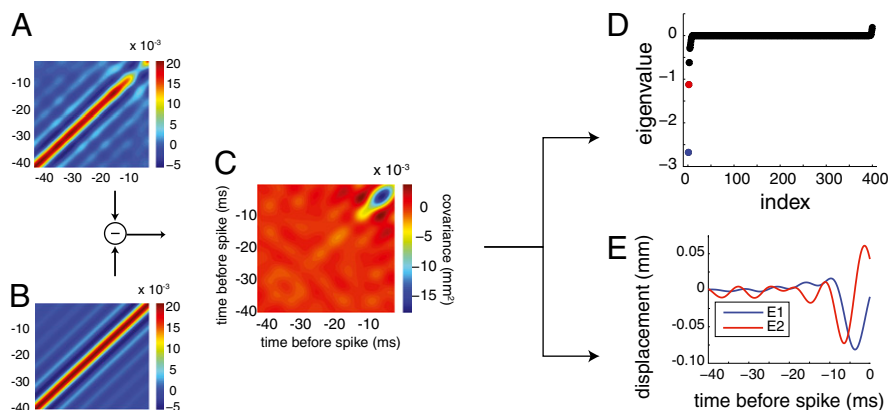 A
x 10⁻³
20
15
10
5
0
−5
-10
-20
-30
-40
-40 -30 -20 -10
−
B
20
15
10
5
0
−5
x 10⁻³
-10
-20
-30
-40
C
x 10⁻³
0
−5
−10
−15
covariance (mm²)
time before spike (ms)
-10
-20
-30
-40
-40 -30 -20 -10
time before spike (ms)
D
eigenvalue
0
−1
−2
−3
0 100 200 300 400
index
E
displacement (mm)
0.05
0
-0.05
-0.10
E1
E2
−40 −30 −20 −10 0
time before spike (ms)